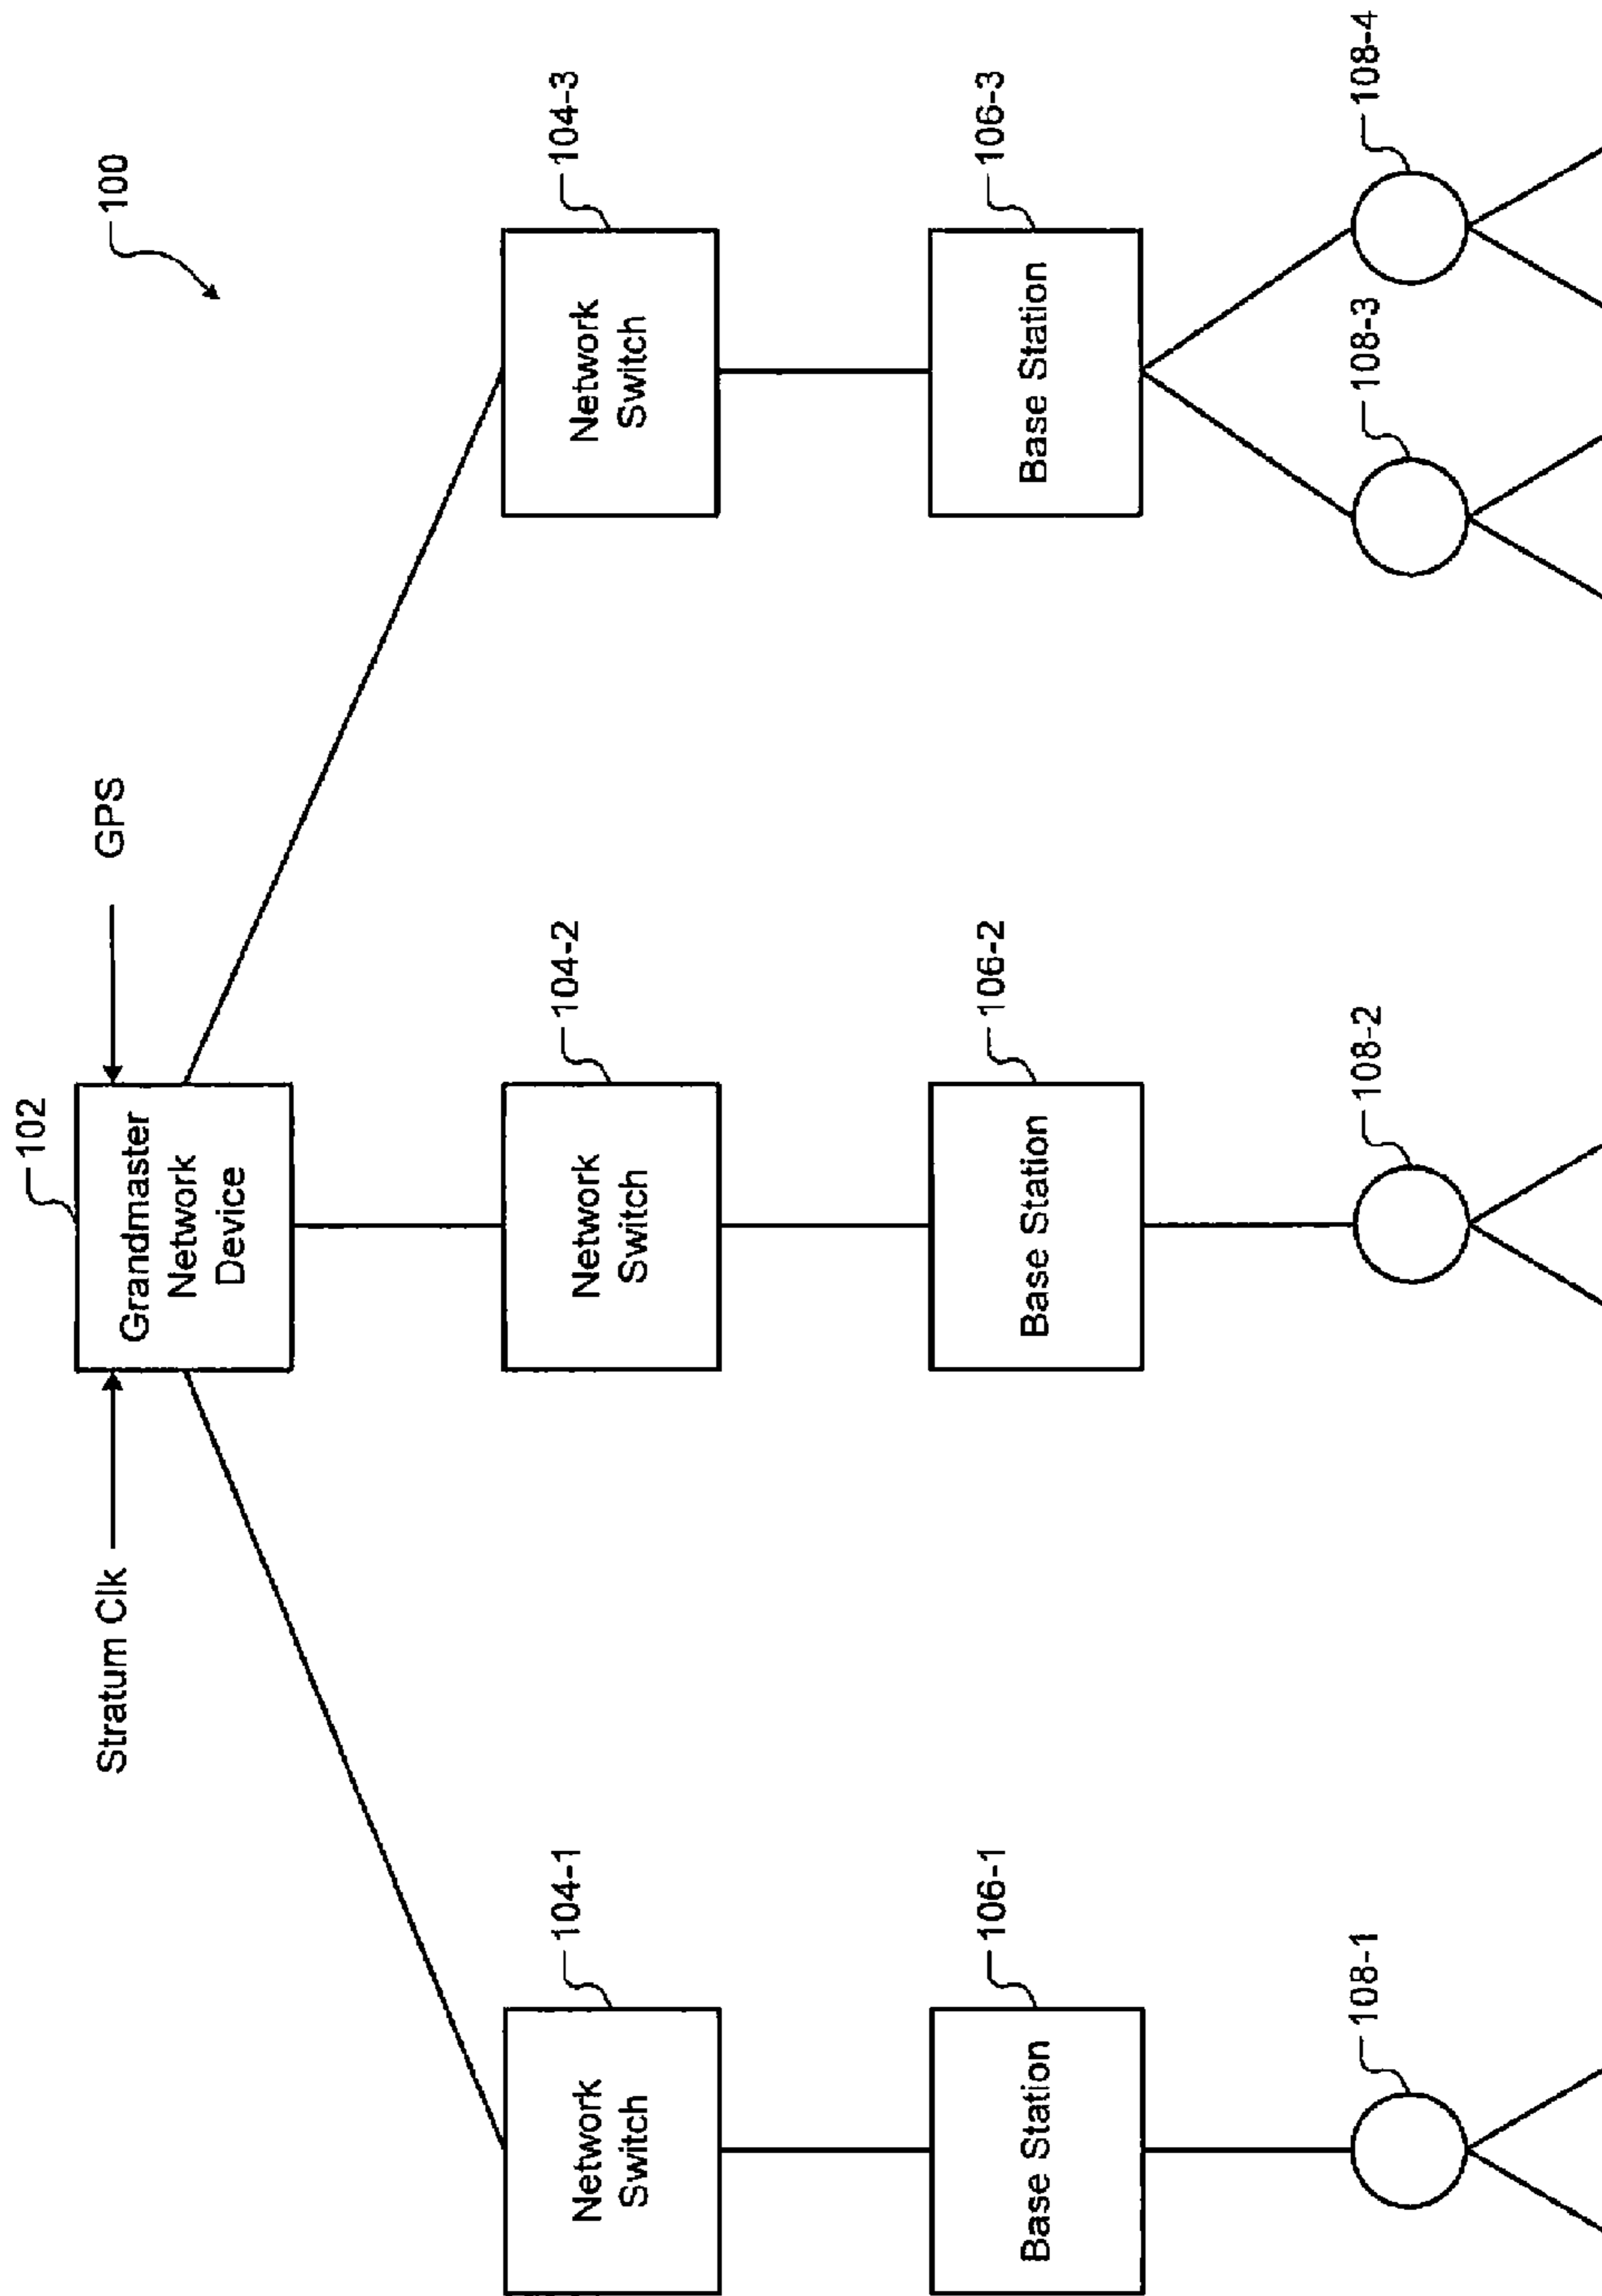 100
102
Stratum Clk
GPS
Grandmaster
Network
Device
104-1
104-2
104-3
Network
Switch
Network
Switch
Network
Switch
106-1
106-2
106-3
Base Station
Base Station
Base Station
108-1
108-2
108-3
108-4